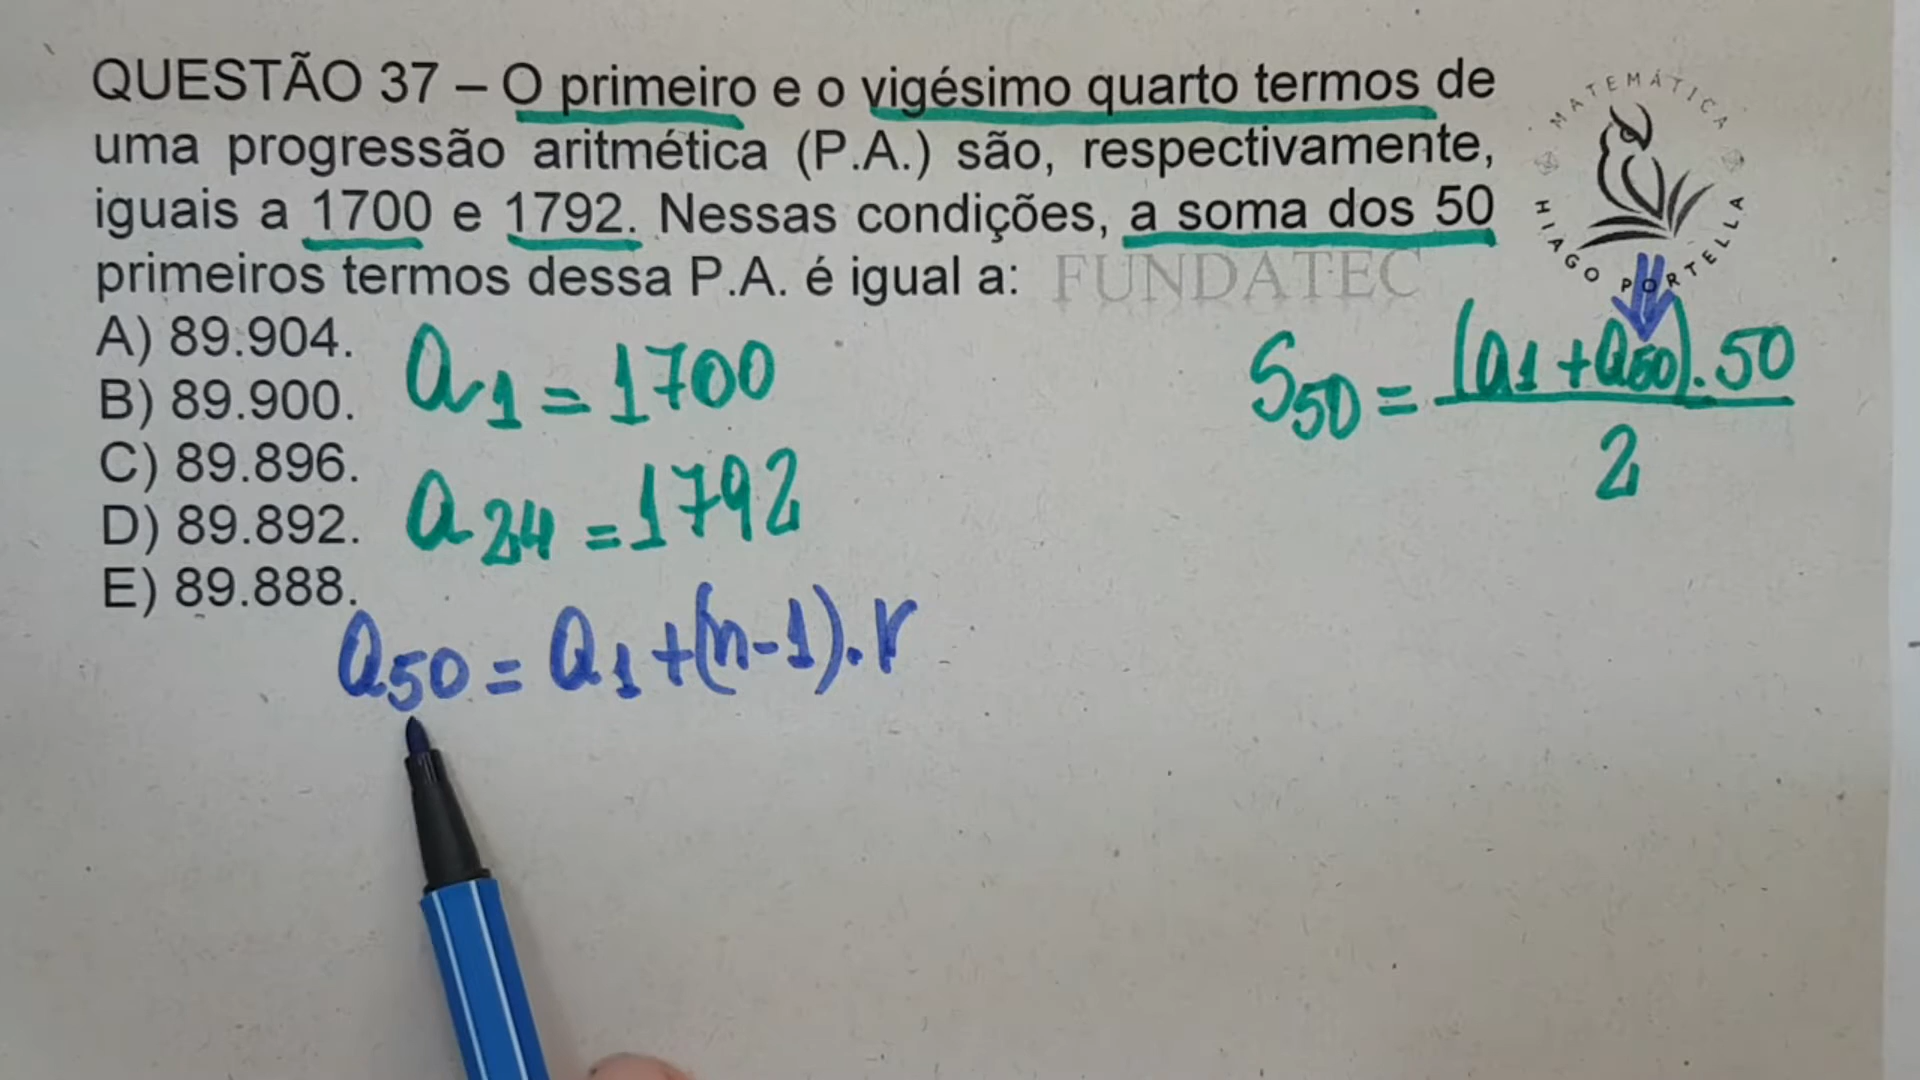 QUESTÃO 37 – O primeiro e o vigésimo quarto termos de
uma progressão aritmética (P.A.) são, respectivamente,
iguais a 1700 e 1792. Nessas condições, a soma dos 50
primeiros termos dessa P.A. é igual a:
FUNDATEC
MATEMÁTICA
HIAGO PORTELLA
A) 89.904.
B) 89.900.
C) 89.896.
D) 89.892.
E) 89.888.
a1 = 1700
a24 = 1792
a50 = a1 + (n-1).r
S50 = (a1 + a50).50
2